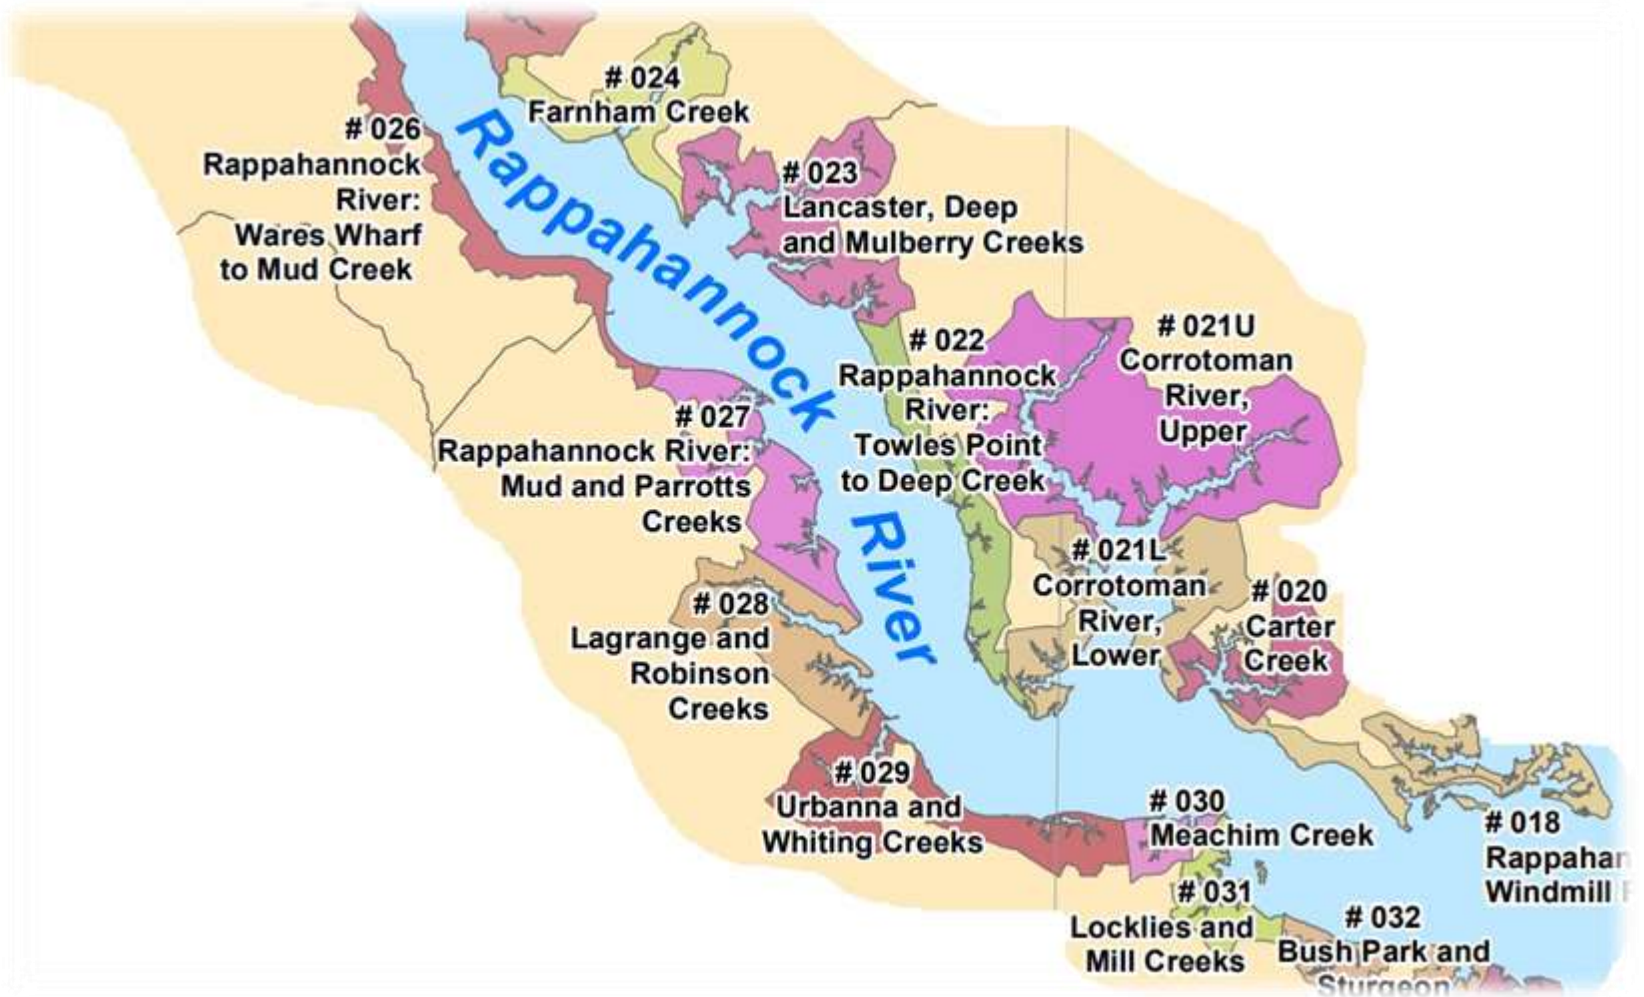 # 024
Farnham Creek
# 026
Rappahannock
River:
Wares Wharf
to Mud Creek
Rappahannock River
# 023
Lancaster, Deep
and Mulberry Creeks
# 022
Rappahannock
River:
Towles Point
to Deep Creek
# 021U
Corrotoman
River,
Upper
# 027
Rappahannock River:
Mud and Parrotts
Creeks
# 021L
Corrotoman
River,
Lower
# 020
Carter
Creek
# 028
Lagrange and
Robinson
Creeks
# 029
Urbanna and
Whiting Creeks
# 030
Meachim Creek
# 018
Rappahan
Windmill
# 031
Locklies and
Mill Creeks
# 032
Bush Park and
Sturgeon